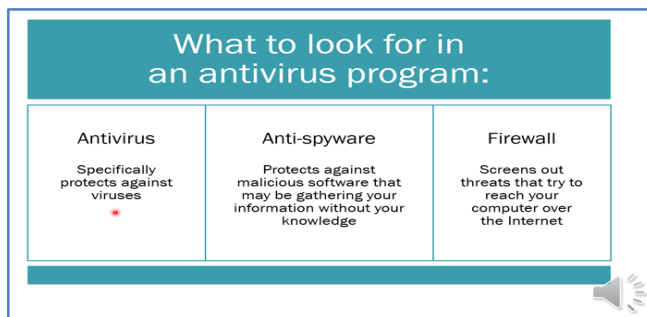 What to look for in
an antivirus program:
Antivirus
Specifically
protects against
viruses
Anti-spyware
Protects against
malicious software that
may be gathering your
information without your
knowledge
Firewall
Screens out
threats that try to
reach your
computer over
the Internet